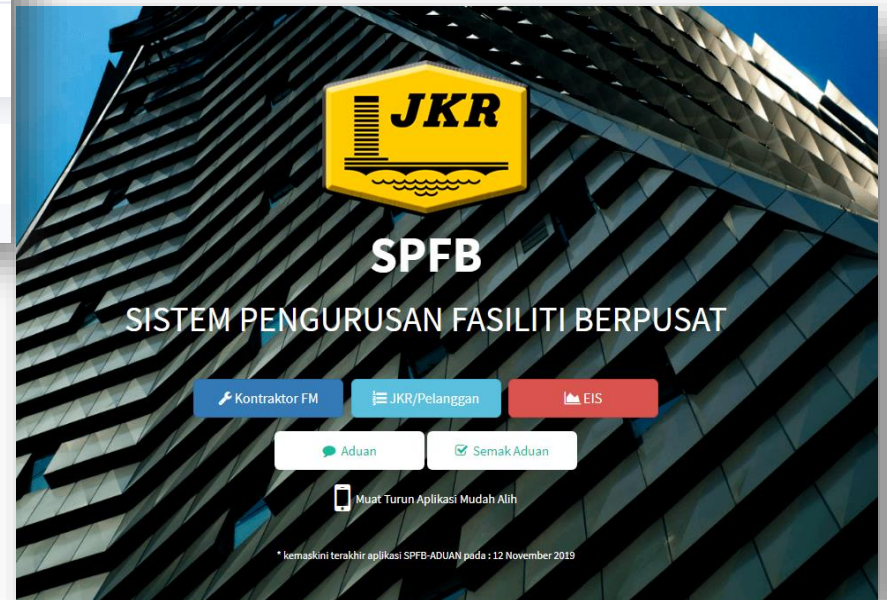 JKR
SPFB
SISTEM PENGURUSAN FASILITI BERPUSAT
Kontraktor FM
JKR/Pelanggan
EIS
Aduan
Semak Aduan
Muat Turun Aplikasi Mudah Alih
* kemaskini terakhir aplikasi SPFB-ADUAN pada : 12 November 2019